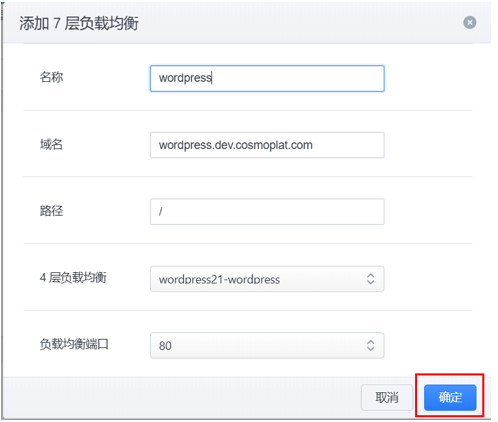 添加 7 层负载均衡
名称 wordpress
域名 wordpress.dev.cosmoplat.com
路径 /
4 层负载均衡 wordpress21-wordpress
负载均衡端口 80
取消 确定